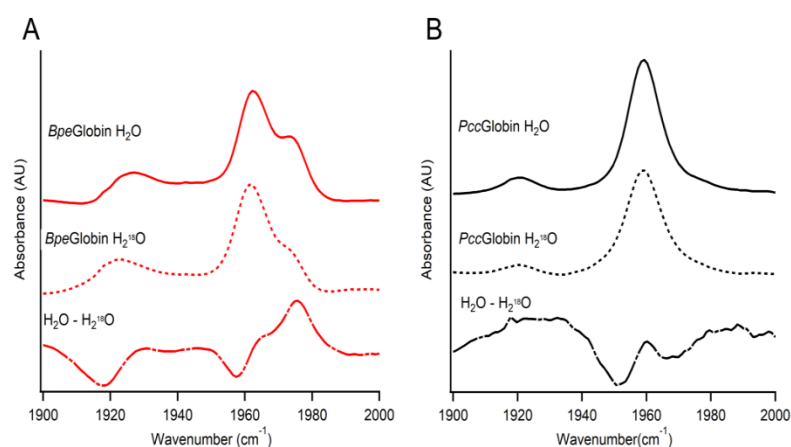 A
BpeGlobin H₂O
BpeGlobin H₂¹⁸O
H₂O - H₂¹⁸O
Absorbance (AU)
1900 1920 1940 1960 1980 2000
Wavenumber (cm⁻¹)
B
PccGlobin H₂O
PccGlobin H₂¹⁸O
H₂O - H₂¹⁸O
Absorbance (AU)
1900 1920 1940 1960 1980 2000
Wavenumber(cm⁻¹)